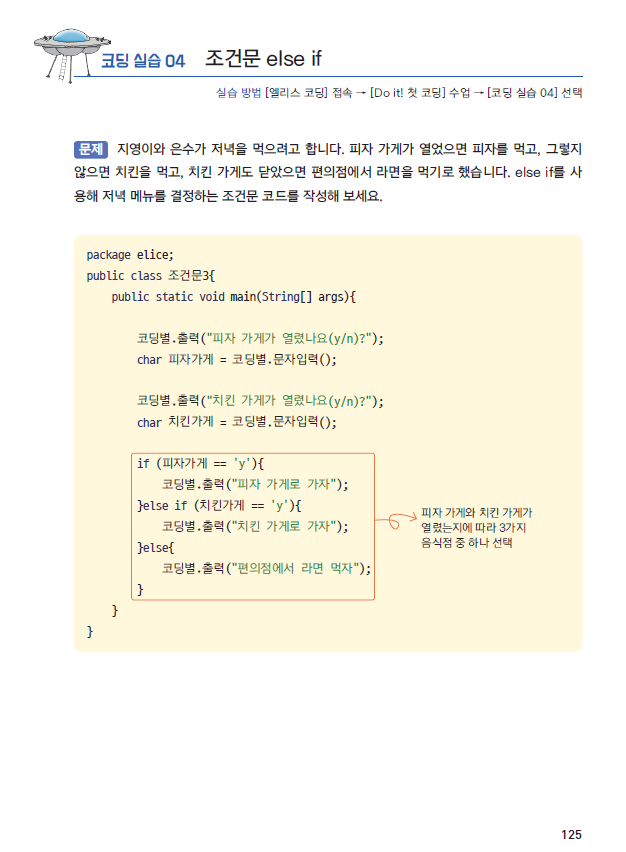 코딩 실습 04 조건문 else if
실습 방법 [엘리스 코딩] 접속 → [Do it! 첫 코딩] 수업 → [코딩 실습 04] 선택
문제 지영이와 은수가 저녁을 먹으려고 합니다. 피자 가게가 열었으면 피자를 먹고, 그렇지
않으면 치킨을 먹고, 치킨 가게도 닫았으면 편의점에서 라면을 먹기로 했습니다. else if를 사
용해 저녁 메뉴를 결정하는 조건문 코드를 작성해 보세요.
package elice;
public class 조건문3{
public static void main(String[] args){
코딩별.출력("피자 가게가 열렸나요(y/n)?");
char 피자가게 = 코딩별.문자입력();
코딩별.출력("치킨 가게가 열렸나요(y/n)?");
char 치킨가게 = 코딩별.문자입력();
if (피자가게 == 'y'){
코딩별.출력("피자 가게로 가자");
}else if (치킨가게 == 'y'){
코딩별.출력("치킨 가게로 가자");
}else{
코딩별.출력("편의점에서 라면 먹자");
}
}
}
피자 가게와 치킨 가게가
열렸는지에 따라 3가지
음식점 중 하나 선택
125